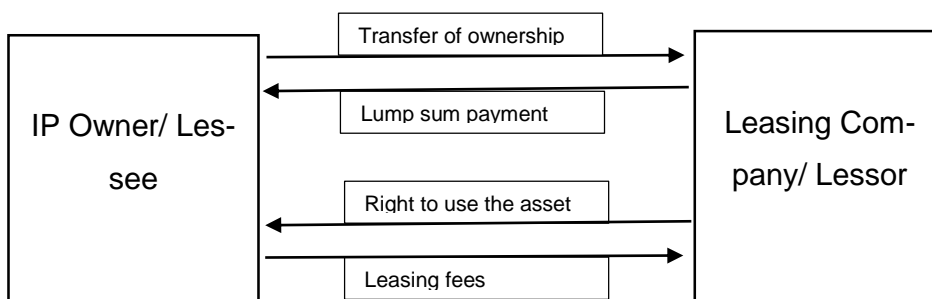 Transfer of ownership
Lump sum payment
IP Owner/ Les-
see
Leasing Com-
pany/ Lessor
Right to use the asset
Leasing fees